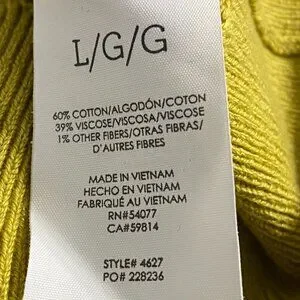 L/G/G
60% COTTON/ALGODÓN/COTON
39% VISCOSE/VISCOSA/VISCOSE
1% OTHER FIBERS/OTRAS FIBRAS/
D'AUTRES FIBRES
MADE IN VIETNAM
HECHO EN VIETNAM
FABRIQUÉ AU VIETNAM
RN#54077
CA#59814
STYLE# 4627
PO# 228236